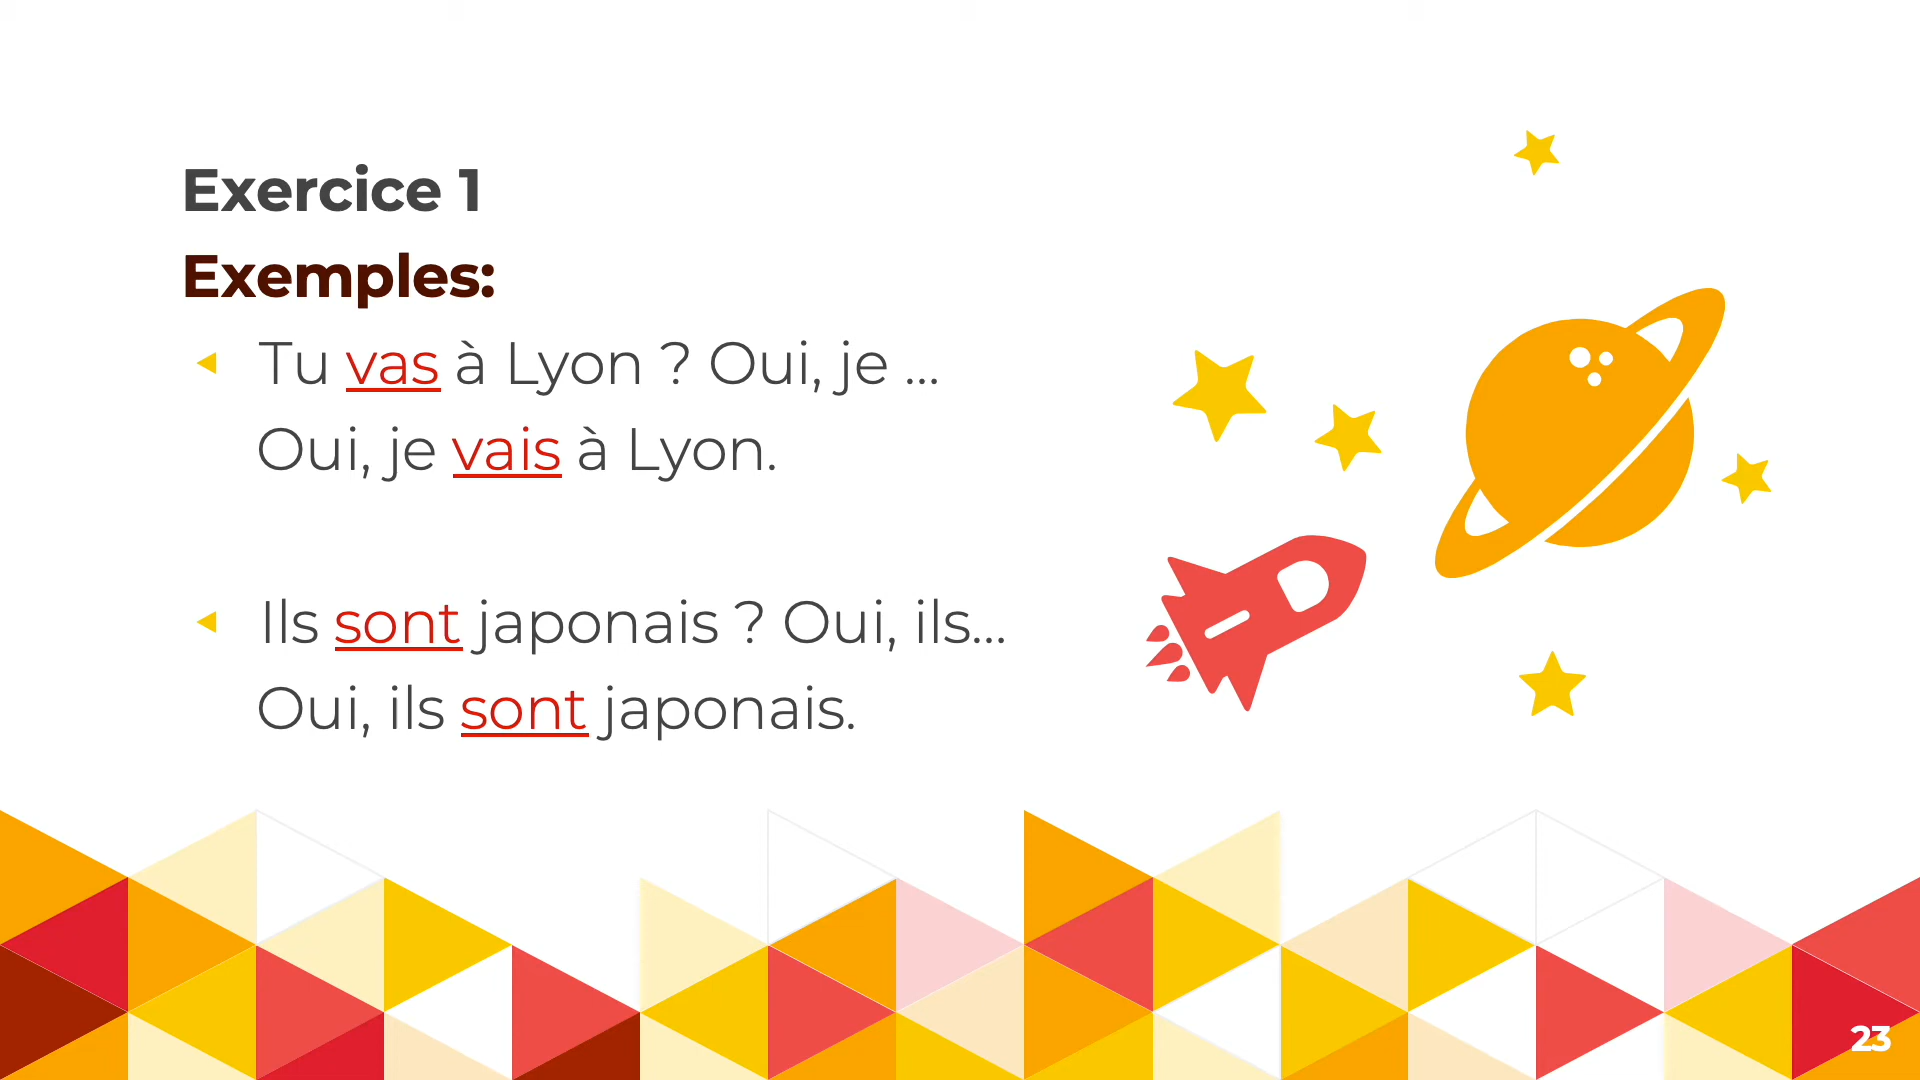 Exercice 1
Exemples:
Tu vas à Lyon ? Oui, je ...
Oui, je vais à Lyon.
Ils sont japonais ? Oui, ils...
Oui, ils sont japonais.
23